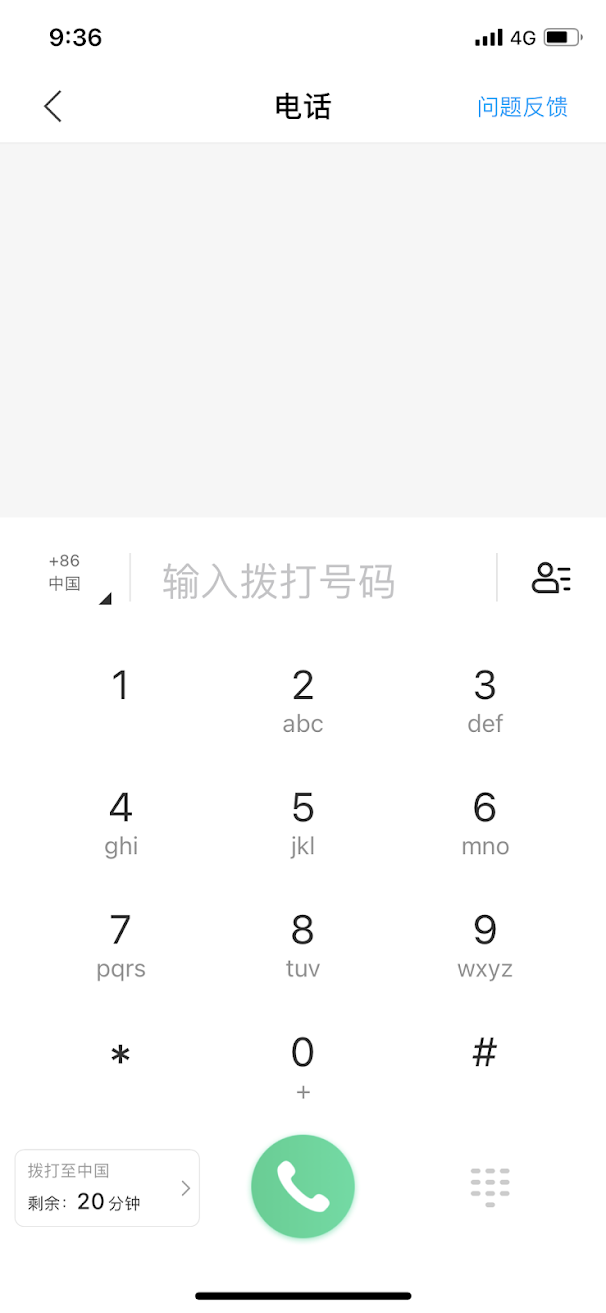 9:36 4G
电话 问题反馈
+86
中国
输入拨打号码
1 2 3
abc def
4 5 6
ghi jkl mno
7 8 9
pqrs tuv wxyz
* 0 #
+
拨打至中国
剩余：20分钟